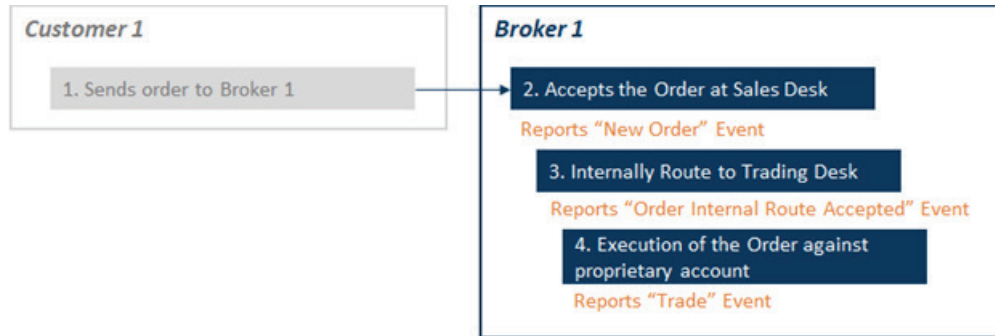 Customer 1
1. Sends order to Broker 1
Broker 1
2. Accepts the Order at Sales Desk
Reports “New Order” Event
3. Internally Route to Trading Desk
Reports “Order Internal Route Accepted” Event
4. Execution of the Order against
proprietary account
Reports “Trade” Event